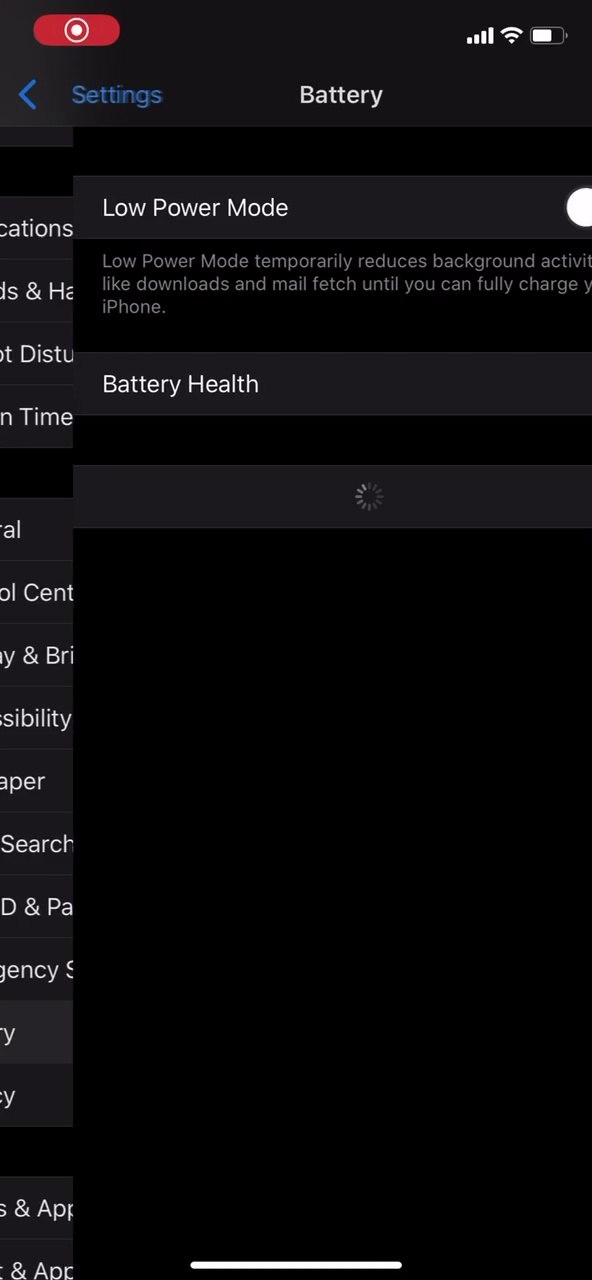 Settings
Battery
Low Power Mode
Low Power Mode temporarily reduces background activit
like downloads and mail fetch until you can fully charge y
iPhone.
Battery Health
cations
ds & Ha
ot Distu
n Time
ral
ol Cent
ay & Bri
ssibility
aper
Search
D & Pa
gency S
ry
cy
s & App
t & App